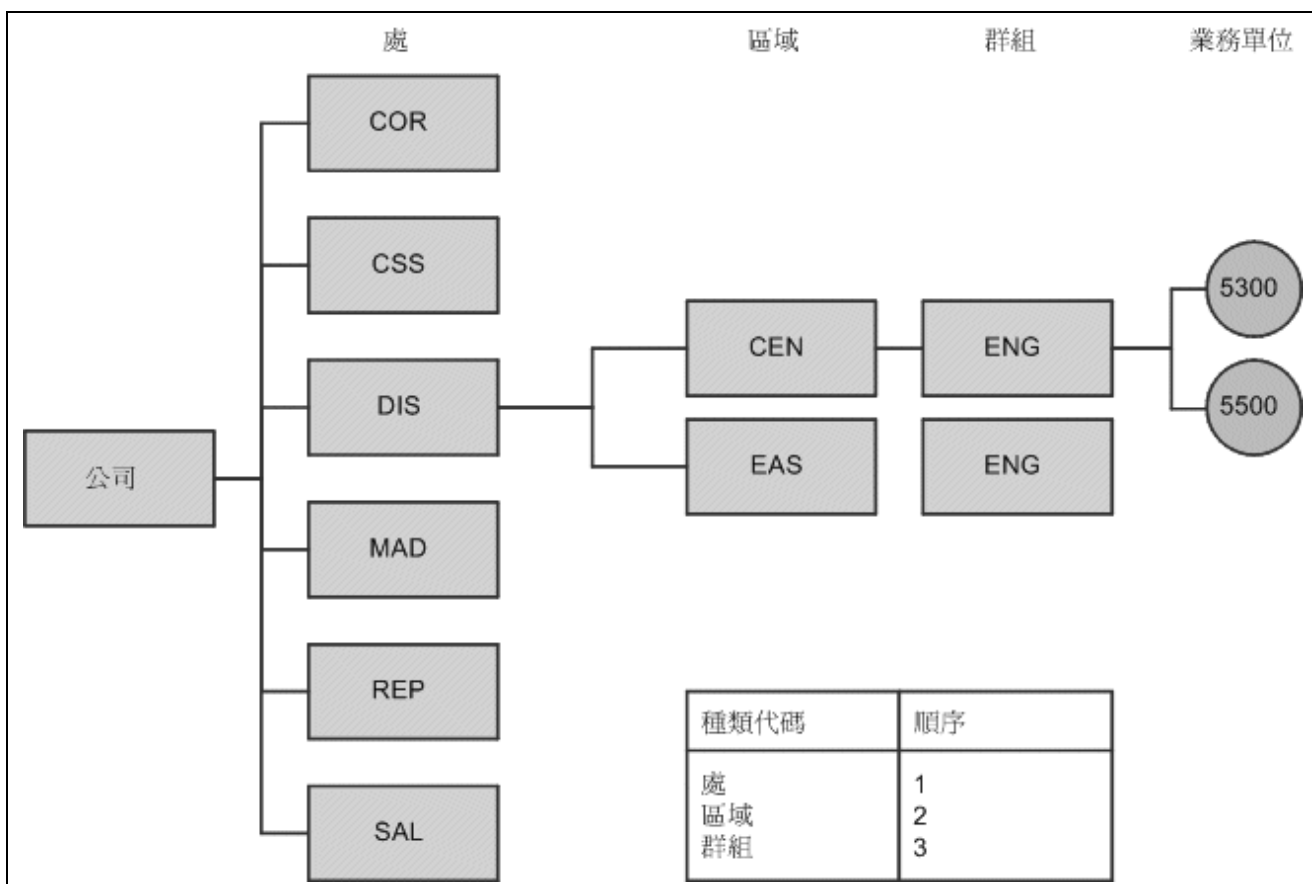 處 區域 群組 業務單位
COR
CSS
5300
CEN ENG
DIS
5500
EAS ENG
公司
MAD
REP
種類代碼 順序
處 1
區域 2
群組 3
SAL